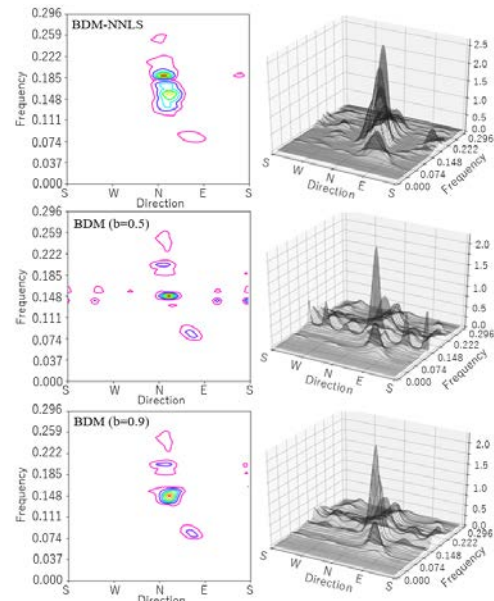 BDM-NNLS
0.296
0.259
0.222
0.185
0.148
0.111
0.074
0.037
0.000
Frequency
S W N E S
Direction
2.5
2.0
1.5
1.0
0.5
0.0
0.296
0.222
0.148
0.074
0.000
Frequency
S W N E S
Direction
BDM (b=0.5)
0.296
0.259
0.222
0.185
0.148
0.111
0.074
0.037
0.000
Frequency
S W N E S
Direction
2.0
1.5
1.0
0.5
0.0
0.296
0.222
0.148
0.074
0.000
Frequency
S W N E S
Direction
BDM (b=0.9)
0.296
0.259
0.222
0.185
0.148
0.111
0.074
0.037
0.000
Frequency
S W N E S
Direction
2.0
1.5
1.0
0.5
0.0
0.296
0.222
0.148
0.074
0.000
Frequency
S W N E S
Direction